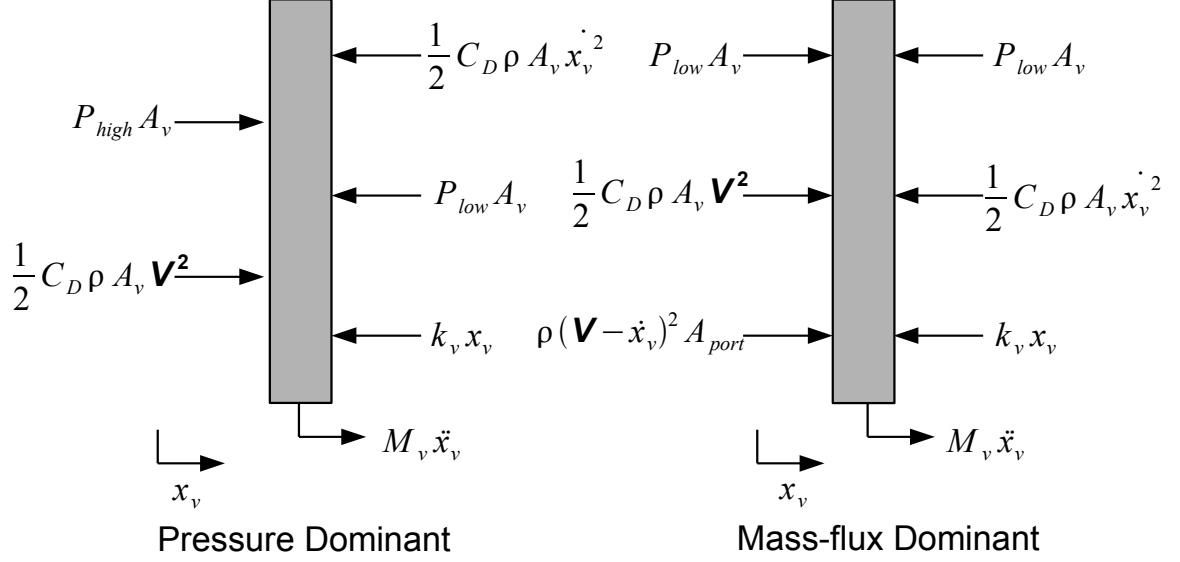 ½ C_D ρ A_v ẋ_v²
P_high A_v
P_low A_v
½ C_D ρ A_v V²
k_v x_v
M_v ẍ_v
x_v
Pressure Dominant
P_low A_v
P_low A_v
½ C_D ρ A_v V²
½ C_D ρ A_v ẋ_v²
ρ(V − ẋ_v)² A_port
k_v x_v
M_v ẍ_v
x_v
Mass-flux Dominant